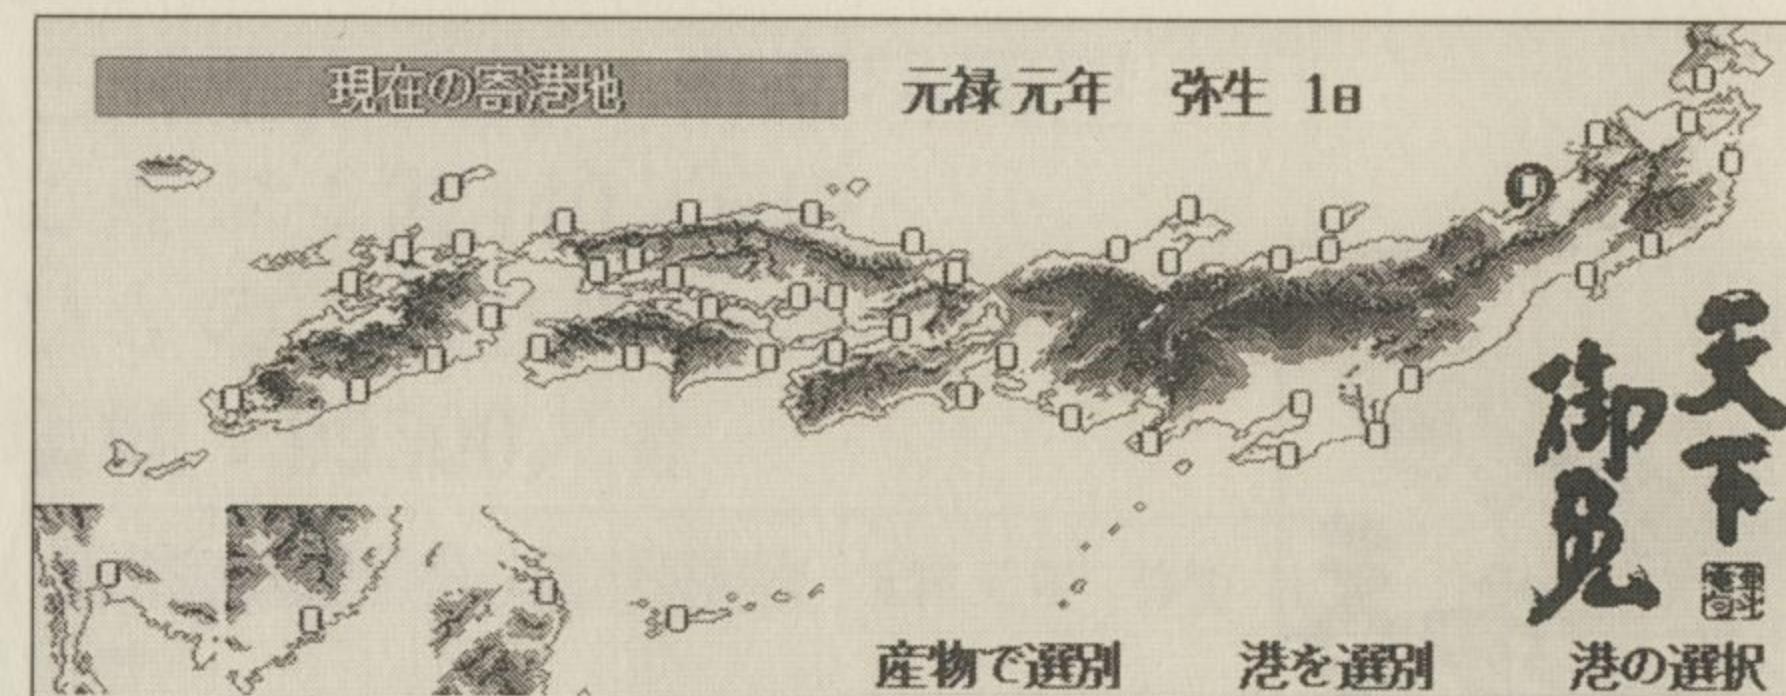 現在の寄港地
元禄元年 弥生 1日
天下
御免
産物で選別 港を選別 港の選択